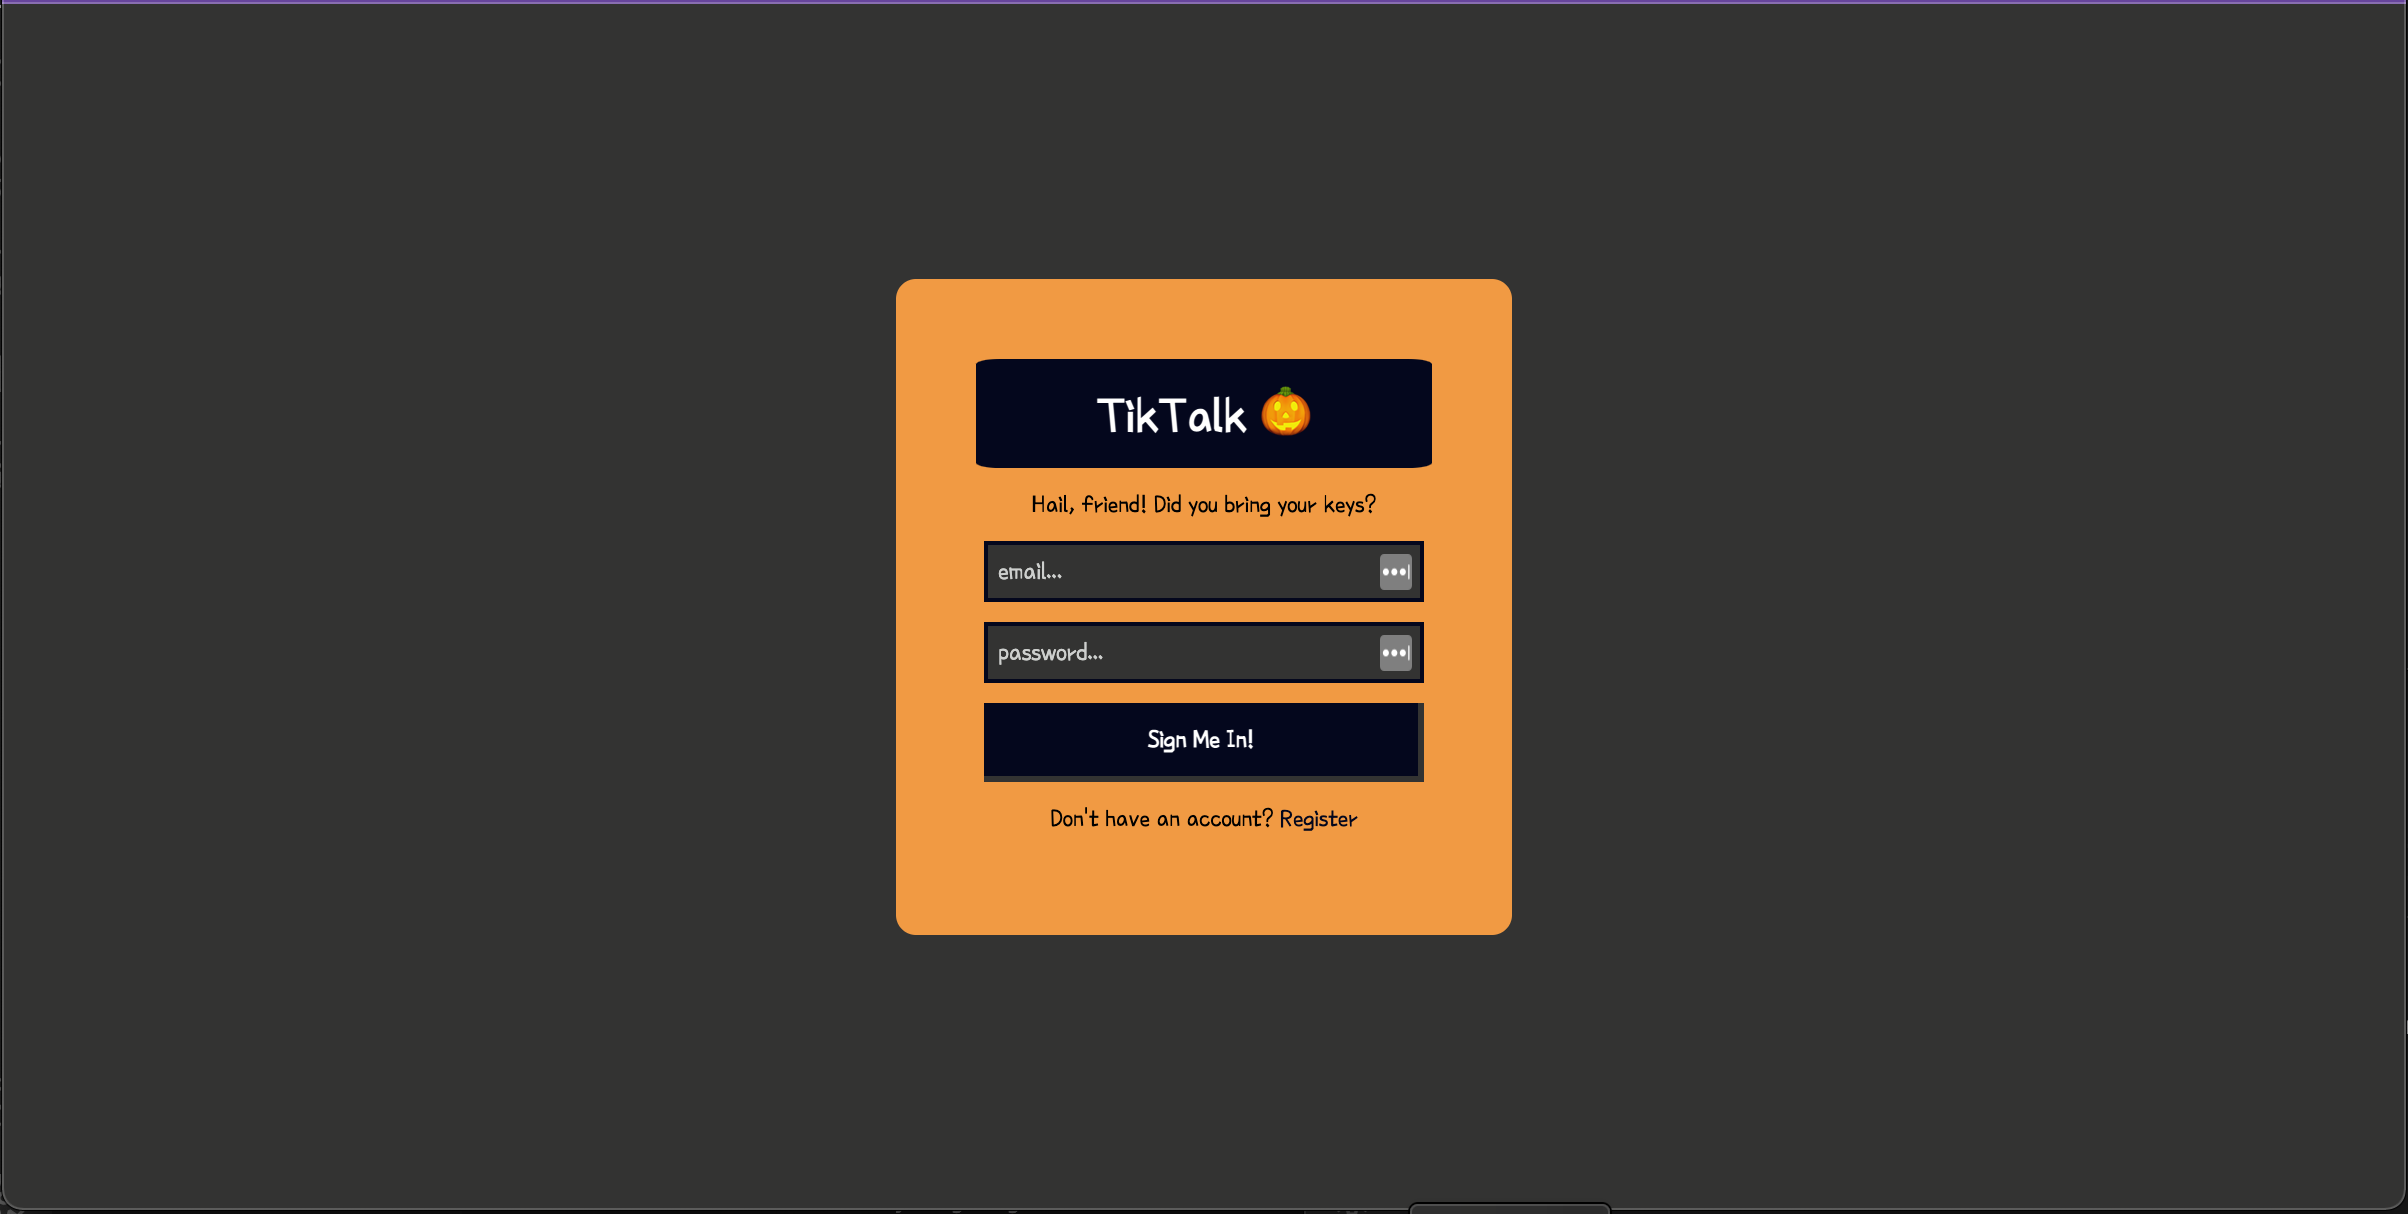 TikTalk 🎃
Hail, friend! Did you bring your keys?
email...
password...
Sign Me In!
Don't have an account? Register